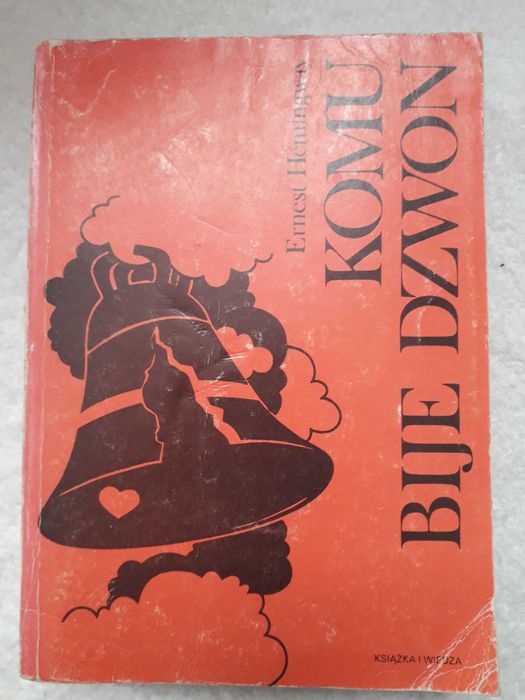 Ernest Hemingway
KOMU
BIJE DZWON
KSIĄŻKA I WIEDZA